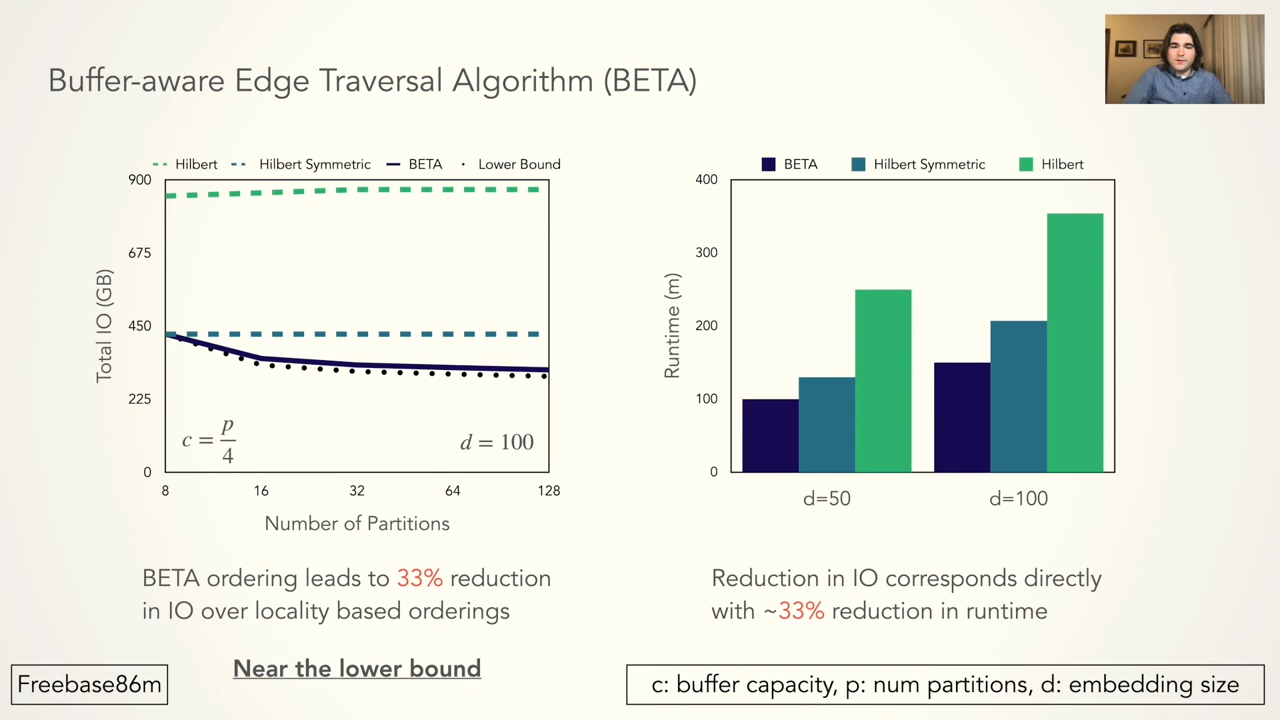 Buffer-aware Edge Traversal Algorithm (BETA)
Hilbert Hilbert Symmetric BETA Lower Bound
900
675
450
225
0
Total IO (GB)
c = p/4
d = 100
8 16 32 64 128
Number of Partitions
BETA Hilbert Symmetric Hilbert
400
300
200
100
0
Runtime (m)
d=50 d=100
BETA ordering leads to 33% reduction
in IO over locality based orderings
Near the lower bound
Reduction in IO corresponds directly
with ~33% reduction in runtime
Freebase86m
c: buffer capacity, p: num partitions, d: embedding size